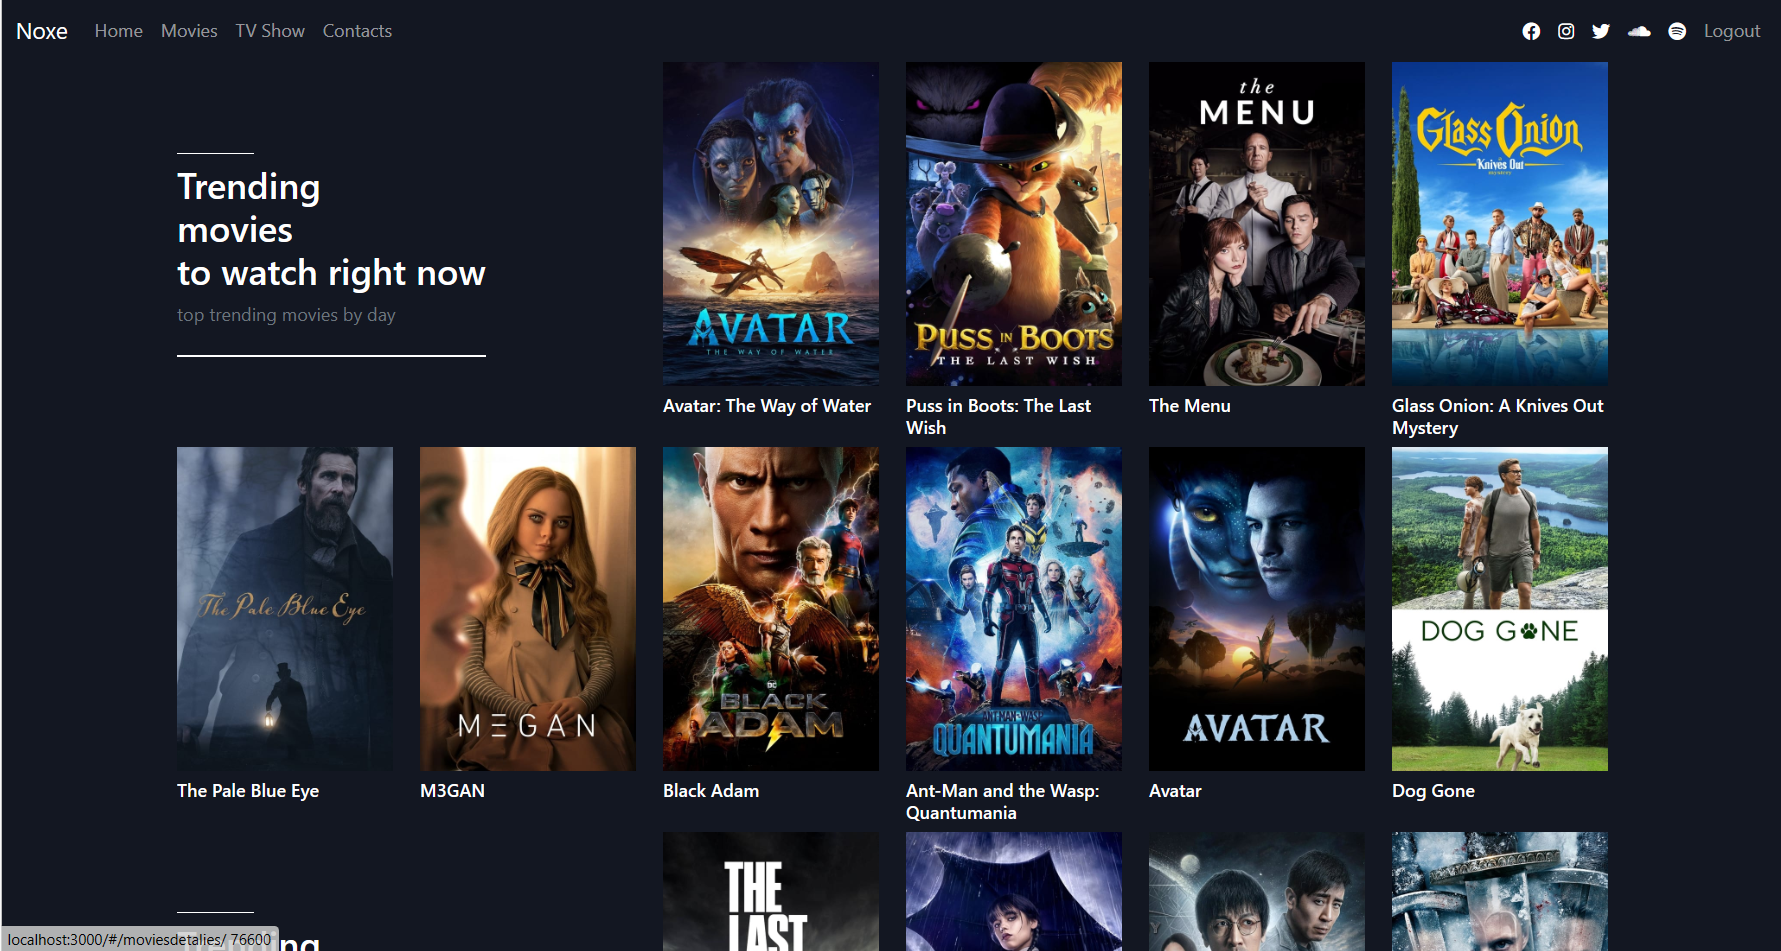 Noxe Home Movies TV Show Contacts Logout
Trending
movies
to watch right now
top trending movies by day
AVATAR
THE WAY OF WATER
Avatar: The Way of Water
PUSS IN BOOTS
THE LAST WISH
Puss in Boots: The Last
Wish
the
MENU
The Menu
Glass Onion
Knives Out
Glass Onion: A Knives Out
Mystery
The Pale Blue Eye
The Pale Blue Eye
M3GAN
M3GAN
DC
BLACK
ADAM
Black Adam
ANT-MAN AND THE WASP
QUANTUMANIA
Ant-Man and the Wasp:
Quantumania
AVATAR
Avatar
DOG GONE
Dog Gone
THE
LAST
Trending
localhost:3000/#/moviesdetalies/ 76600